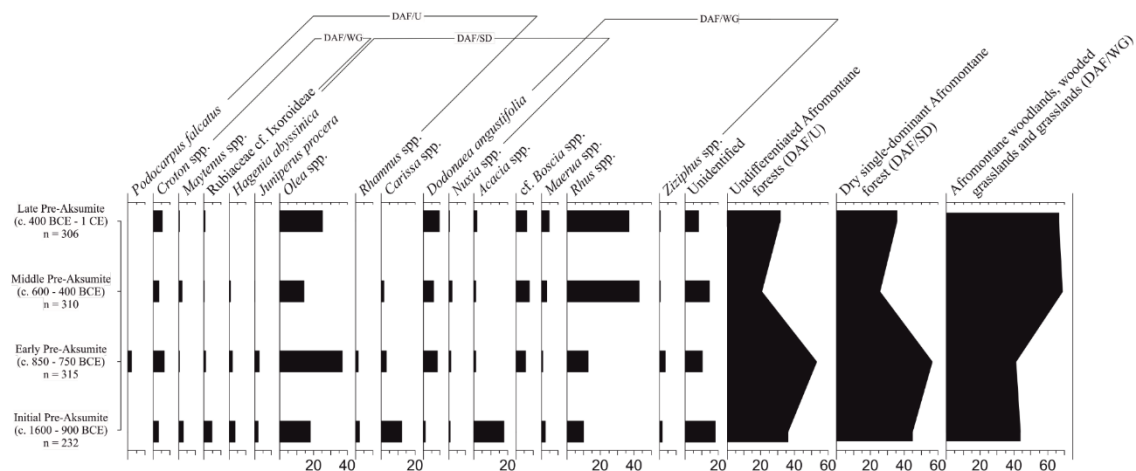 DAF/U
DAF/WG
DAF/SD
DAF/WG
Podocarpus falcatus
Croton spp.
Maytenus spp.
Rubiaceae cf. Ixoroideae
Hagenia abyssinica
Juniperus procera
Olea spp.
Rhamnus spp.
Carissa spp.
Dodonaea angustifolia
Nucia spp.
Acacia spp.
cf. Boscia spp.
Maerua spp.
Rhus spp.
Ziziphus spp.
Unidentified
Undifferentiated Afromontane
forests (DAF/U)
Dry single-dominant Afromontane
forest (DAF/SD)
Afromontane woodlands, wooded
grasslands and grasslands (DAF/WG)
Late Pre-Aksumite
(c. 400 BCE - 1 CE)
n = 306
Middle Pre-Aksumite
(c. 600 - 400 BCE)
n = 310
Early Pre-Aksumite
(c. 850 - 750 BCE)
n = 315
Initial Pre-Aksumite
(c. 1600 - 900 BCE)
n = 232
20 40 20 20 20 40 20 20 40 60 20 40 60 20 40 60